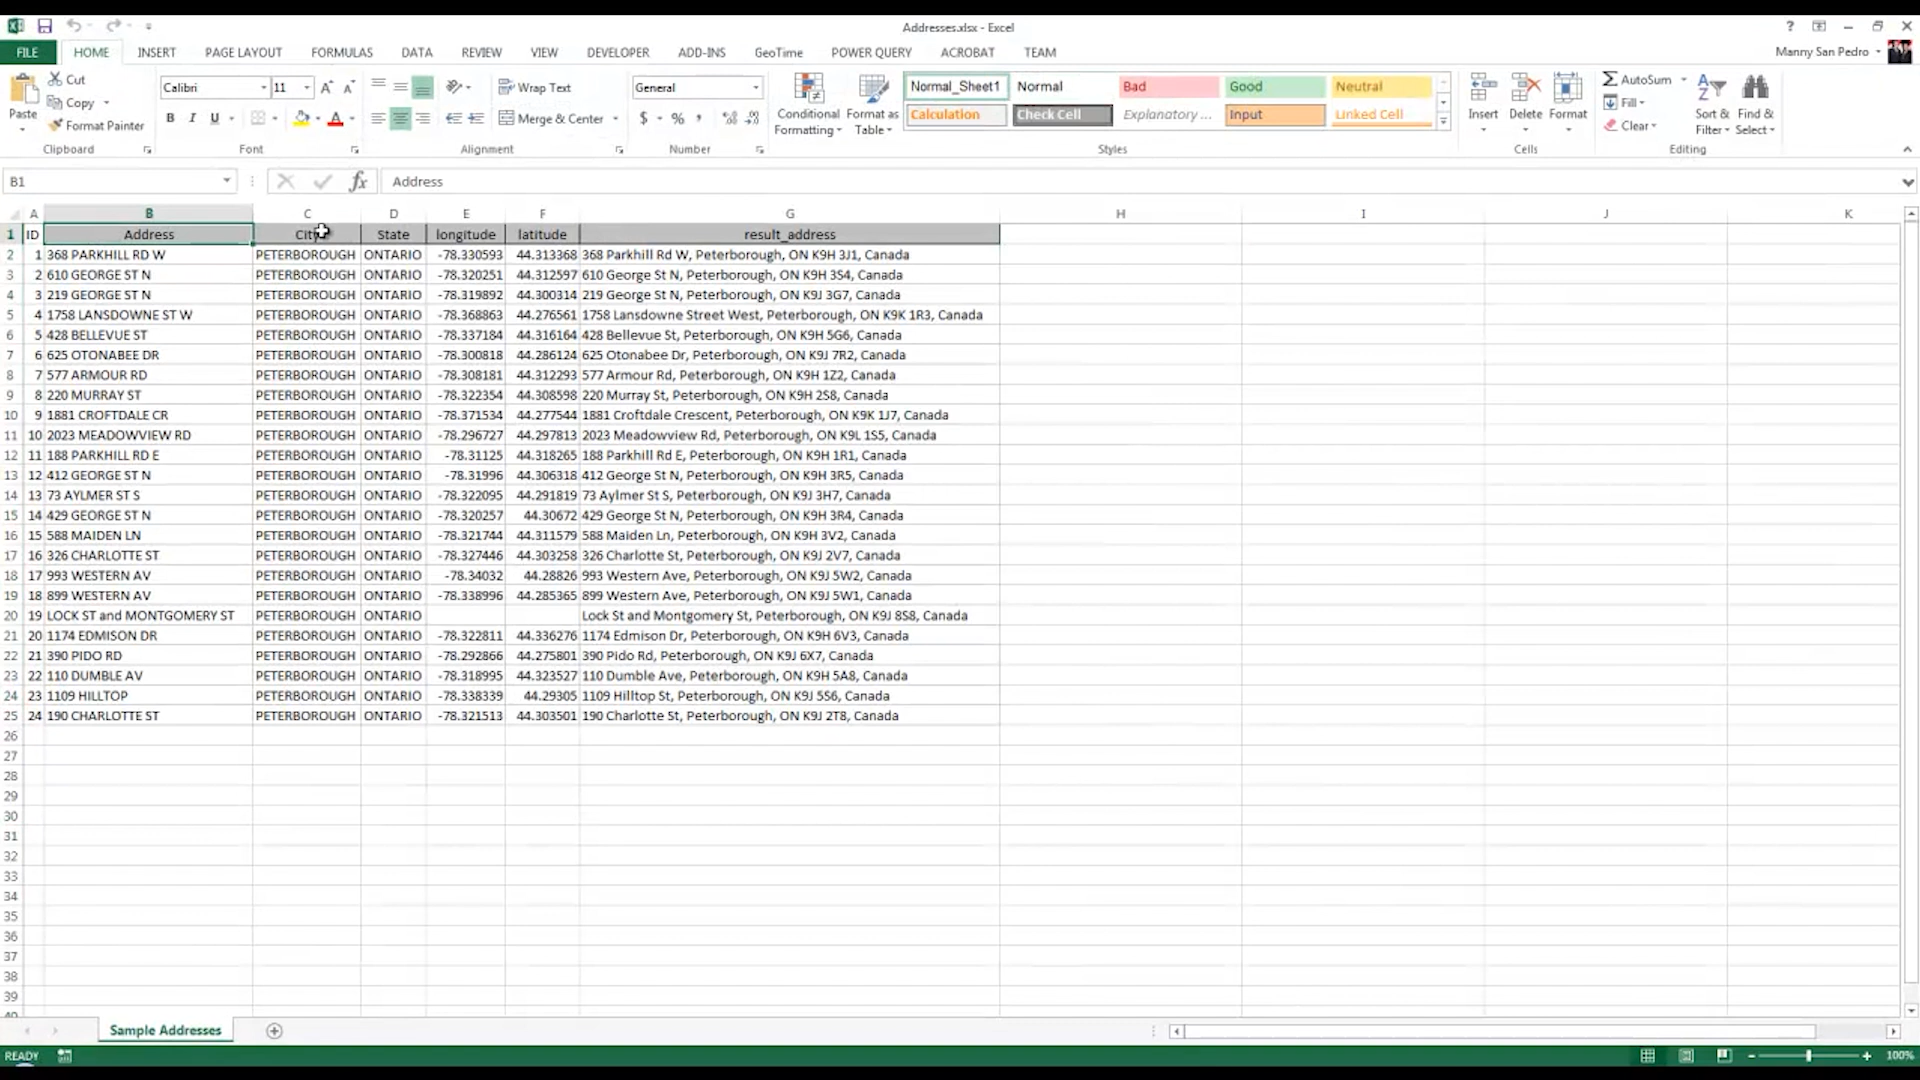 Addresses.xlsx - Excel
FILE HOME INSERT PAGE LAYOUT FORMULAS DATA REVIEW VIEW DEVELOPER ADD-INS GeoTime POWER QUERY ACROBAT TEAM Manny San Pedro
Cut Calibri 11 Wrap Text General Normal_Sheet1 Normal Bad Good Neutral AutoSum
Copy Fill
Paste Format Painter B I U Merge & Center $ % Conditional Formatting Format as Table Calculation Check Cell Explanatory ... Input Linked Cell Insert Delete Format Clear Sort & Filter Find & Select
Clipboard Font Alignment Number Styles Cells Editing
B1 fx Address
A B C D E F G H I J K
1 ID Address City State longitude latitude result_address
2 1 368 PARKHILL RD W PETERBOROUGH ONTARIO -78.330593 44.313368 368 Parkhill Rd W, Peterborough, ON K9H 3J1, Canada
3 2 610 GEORGE ST N PETERBOROUGH ONTARIO -78.320251 44.312597 610 George St N, Peterborough, ON K9H 3S4, Canada
4 3 219 GEORGE ST N PETERBOROUGH ONTARIO -78.319892 44.300314 219 George St N, Peterborough, ON K9J 3G7, Canada
5 4 1758 LANSDOWNE ST W PETERBOROUGH ONTARIO -78.368863 44.276561 1758 Lansdowne Street West, Peterborough, ON K9K 1R3, Canada
6 5 428 BELLEVUE ST PETERBOROUGH ONTARIO -78.337184 44.316164 428 Bellevue St, Peterborough, ON K9H 5G6, Canada
7 6 625 OTONABEE DR PETERBOROUGH ONTARIO -78.300818 44.286124 625 Otonabee Dr, Peterborough, ON K9J 7R2, Canada
8 7 577 ARMOUR RD PETERBOROUGH ONTARIO -78.308181 44.312293 577 Armour Rd, Peterborough, ON K9H 1Z2, Canada
9 8 220 MURRAY ST PETERBOROUGH ONTARIO -78.322354 44.308598 220 Murray St, Peterborough, ON K9H 2S8, Canada
10 9 1881 CROFTDALE CR PETERBOROUGH ONTARIO -78.371534 44.277544 1881 Croftdale Crescent, Peterborough, ON K9K 1J7, Canada
11 10 2023 MEADOWVIEW RD PETERBOROUGH ONTARIO -78.296727 44.297813 2023 Meadowview Rd, Peterborough, ON K9L 1S5, Canada
12 11 188 PARKHILL RD E PETERBOROUGH ONTARIO -78.31125 44.318265 188 Parkhill Rd E, Peterborough, ON K9H 1R1, Canada
13 12 412 GEORGE ST N PETERBOROUGH ONTARIO -78.31996 44.306318 412 George St N, Peterborough, ON K9H 3R5, Canada
14 13 73 AYLMER ST S PETERBOROUGH ONTARIO -78.322095 44.291819 73 Aylmer St S, Peterborough, ON K9J 3H7, Canada
15 14 429 GEORGE ST N PETERBOROUGH ONTARIO -78.320257 44.30672 429 George St N, Peterborough, ON K9H 3R4, Canada
16 15 588 MAIDEN LN PETERBOROUGH ONTARIO -78.321744 44.311579 588 Maiden Ln, Peterborough, ON K9H 3V2, Canada
17 16 326 CHARLOTTE ST PETERBOROUGH ONTARIO -78.327446 44.303258 326 Charlotte St, Peterborough, ON K9J 2V7, Canada
18 17 993 WESTERN AV PETERBOROUGH ONTARIO -78.34032 44.28826 993 Western Ave, Peterborough, ON K9J 5W2, Canada
19 18 899 WESTERN AV PETERBOROUGH ONTARIO -78.338996 44.285365 899 Western Ave, Peterborough, ON K9J 5W1, Canada
20 19 LOCK ST and MONTGOMERY ST PETERBOROUGH ONTARIO Lock St and Montgomery St, Peterborough, ON K9J 8S8, Canada
21 20 1174 EDMISON DR PETERBOROUGH ONTARIO -78.322811 44.336276 1174 Edmison Dr, Peterborough, ON K9H 6V3, Canada
22 21 390 PIDO RD PETERBOROUGH ONTARIO -78.292866 44.275801 390 Pido Rd, Peterborough, ON K9J 6X7, Canada
23 22 110 DUMBLE AV PETERBOROUGH ONTARIO -78.318995 44.323527 110 Dumble Ave, Peterborough, ON K9H 5A8, Canada
24 23 1109 HILLTOP PETERBOROUGH ONTARIO -78.338339 44.29305 1109 Hilltop St, Peterborough, ON K9J 5S6, Canada
25 24 190 CHARLOTTE ST PETERBOROUGH ONTARIO -78.321513 44.303501 190 Charlotte St, Peterborough, ON K9J 2T8, Canada
26
27
28
29
30
31
32
33
34
35
36
37
38
39
40
Sample Addresses
READY 100%